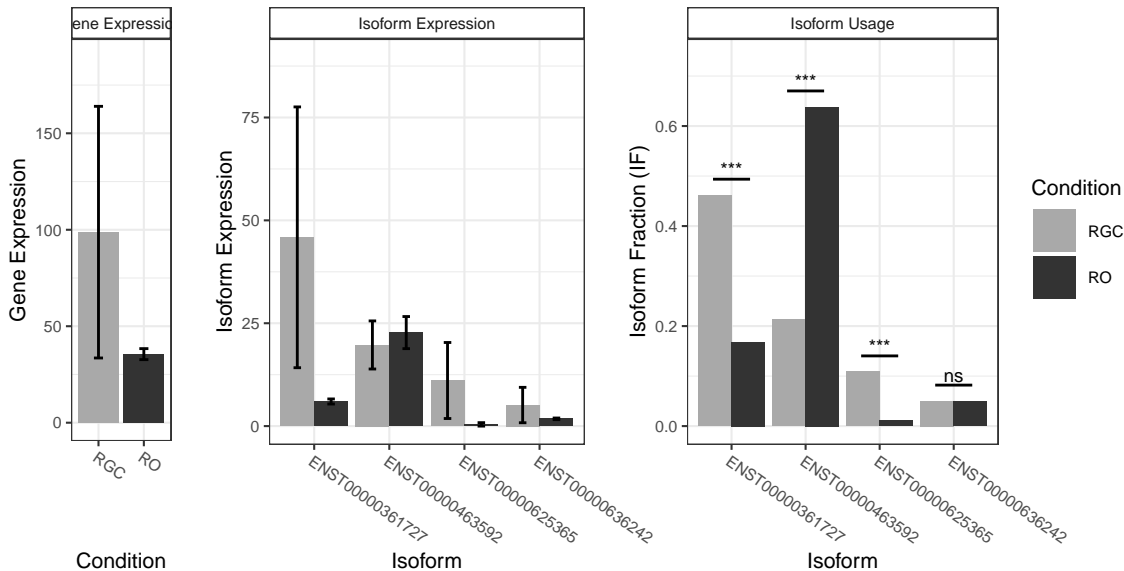 ene Expressio
Gene Expression
150
100
50
0
RGC
RO
Condition
Isoform Expression
Isoform Expression
75
50
25
0
ENST00000361727
ENST00000463592
ENST00000625365
ENST00000636242
Isoform
Isoform Usage
Isoform Fraction (IF)
0.6
0.4
0.2
0.0
***
***
***
ns
ENST00000361727
ENST00000463592
ENST00000625365
ENST00000636242
Isoform
Condition
RGC
RO